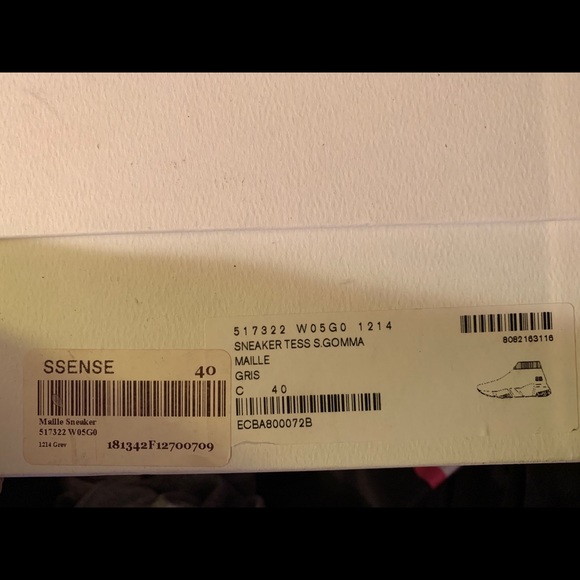 SSENSE 40
Maille Sneaker
517322 W05G0
1214 Grey 181342F12700709
517322 W05G0 1214
SNEAKER TESS S.GOMMA
MAILLE
GRIS
C 40
ECBA800072B
8082163116